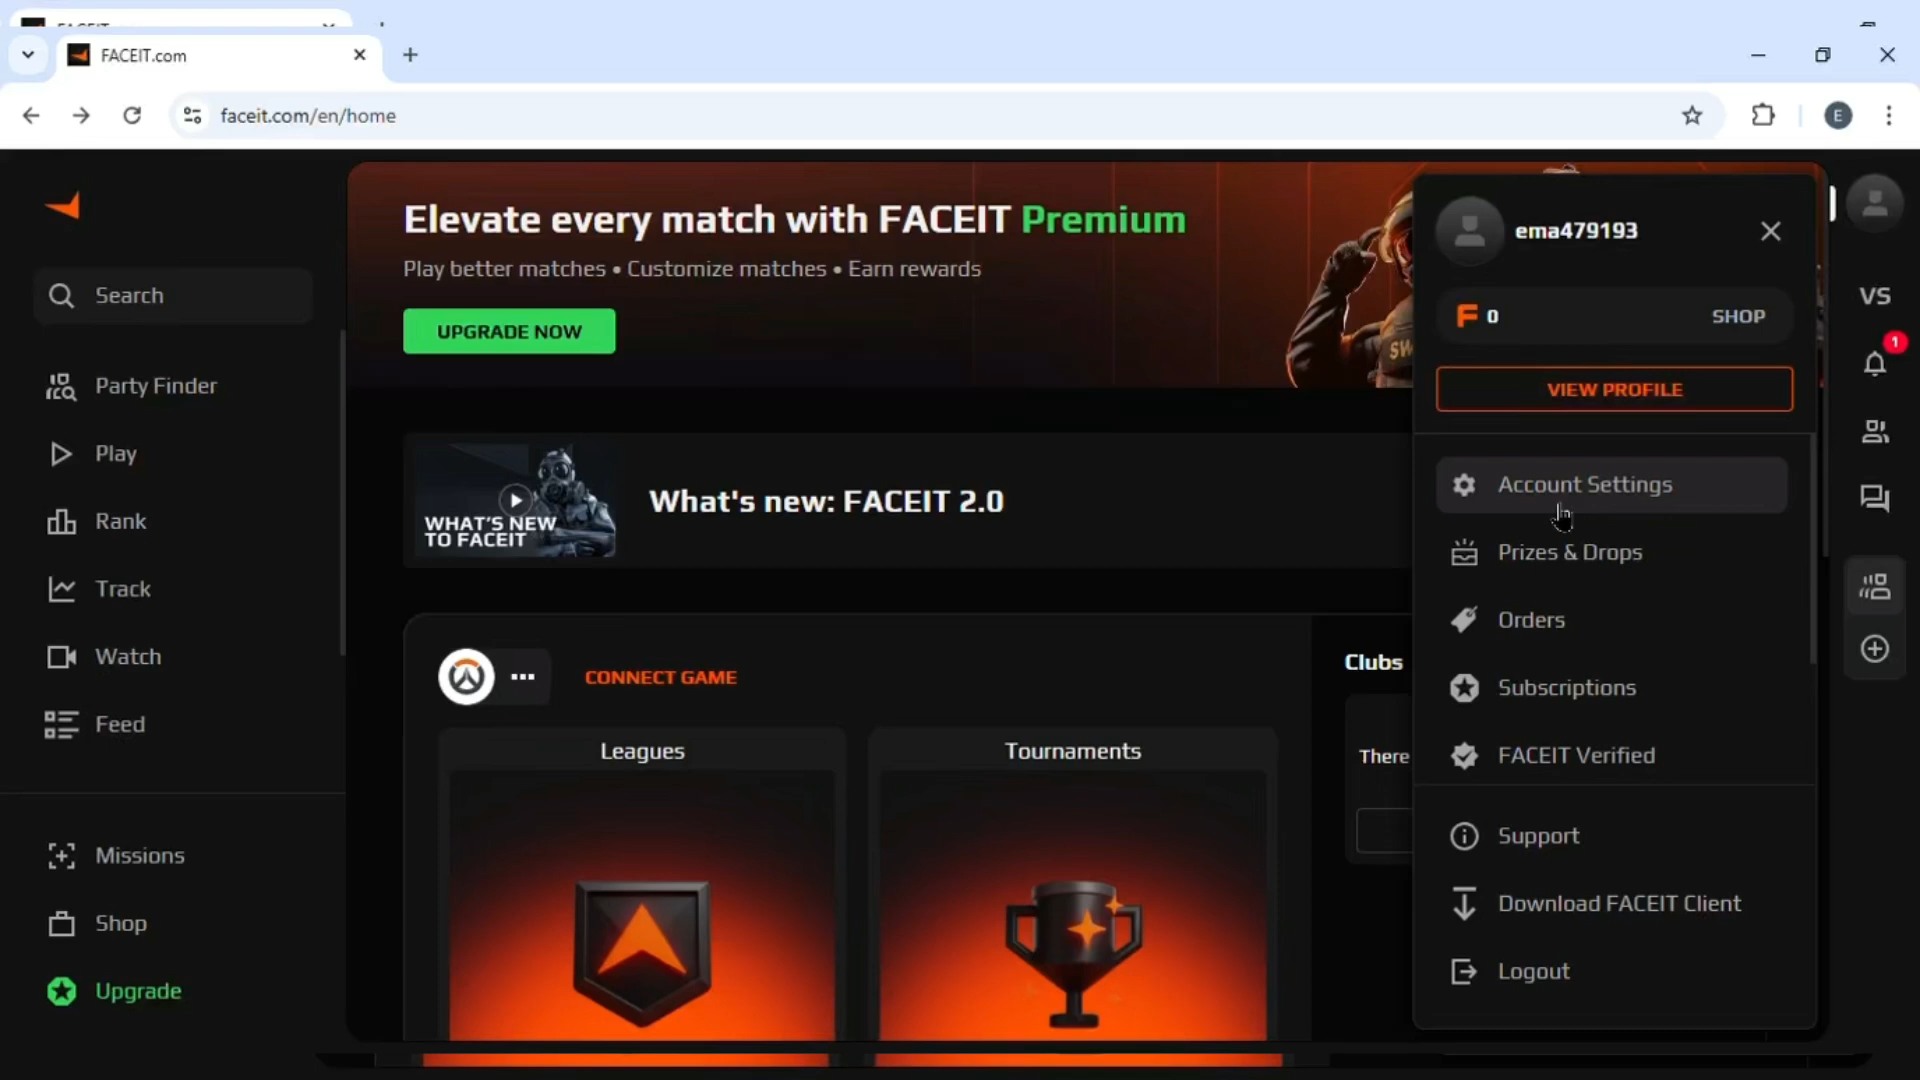 FACEIT.com
faceit.com/en/home
E
Elevate every match with FACEIT Premium
Play better matches • Customize matches • Earn rewards
UPGRADE NOW
SW
Search
Party Finder
Play
Rank
Track
Watch
Feed
Missions
Shop
Upgrade
WHAT'S NEW
TO FACEIT
What's new: FACEIT 2.0
CONNECT GAME
Leagues
Tournaments
Clubs
There
ema479193
0
SHOP
VIEW PROFILE
Account Settings
Prizes & Drops
Orders
Subscriptions
FACEIT Verified
Support
Download FACEIT Client
Logout
VS
1